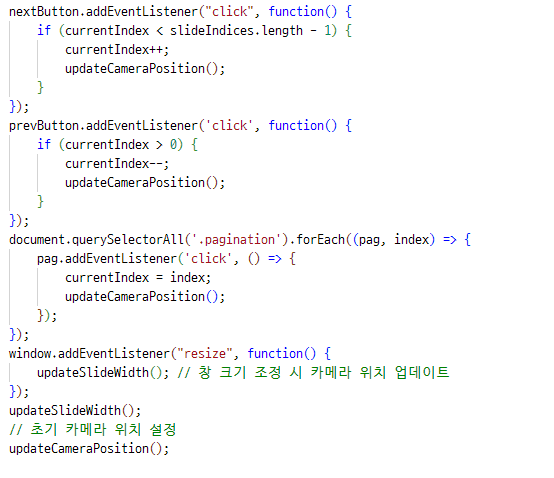 nextButton.addEventListener("click", function() {
    if (currentIndex < slideIndices.length - 1) {
        currentIndex++;
        updateCameraPosition();
    }
});
prevButton.addEventListener('click', function() {
    if (currentIndex > 0) {
        currentIndex--;
        updateCameraPosition();
    }
});
document.querySelectorAll('.pagination').forEach((pag, index) => {
    pag.addEventListener('click', () => {
        currentIndex = index;
        updateCameraPosition();
    });
});
window.addEventListener("resize", function() {
    updateSlideWidth(); // 창 크기 조정 시 카메라 위치 업데이트
});
updateSlideWidth();
// 초기 카메라 위치 설정
updateCameraPosition();